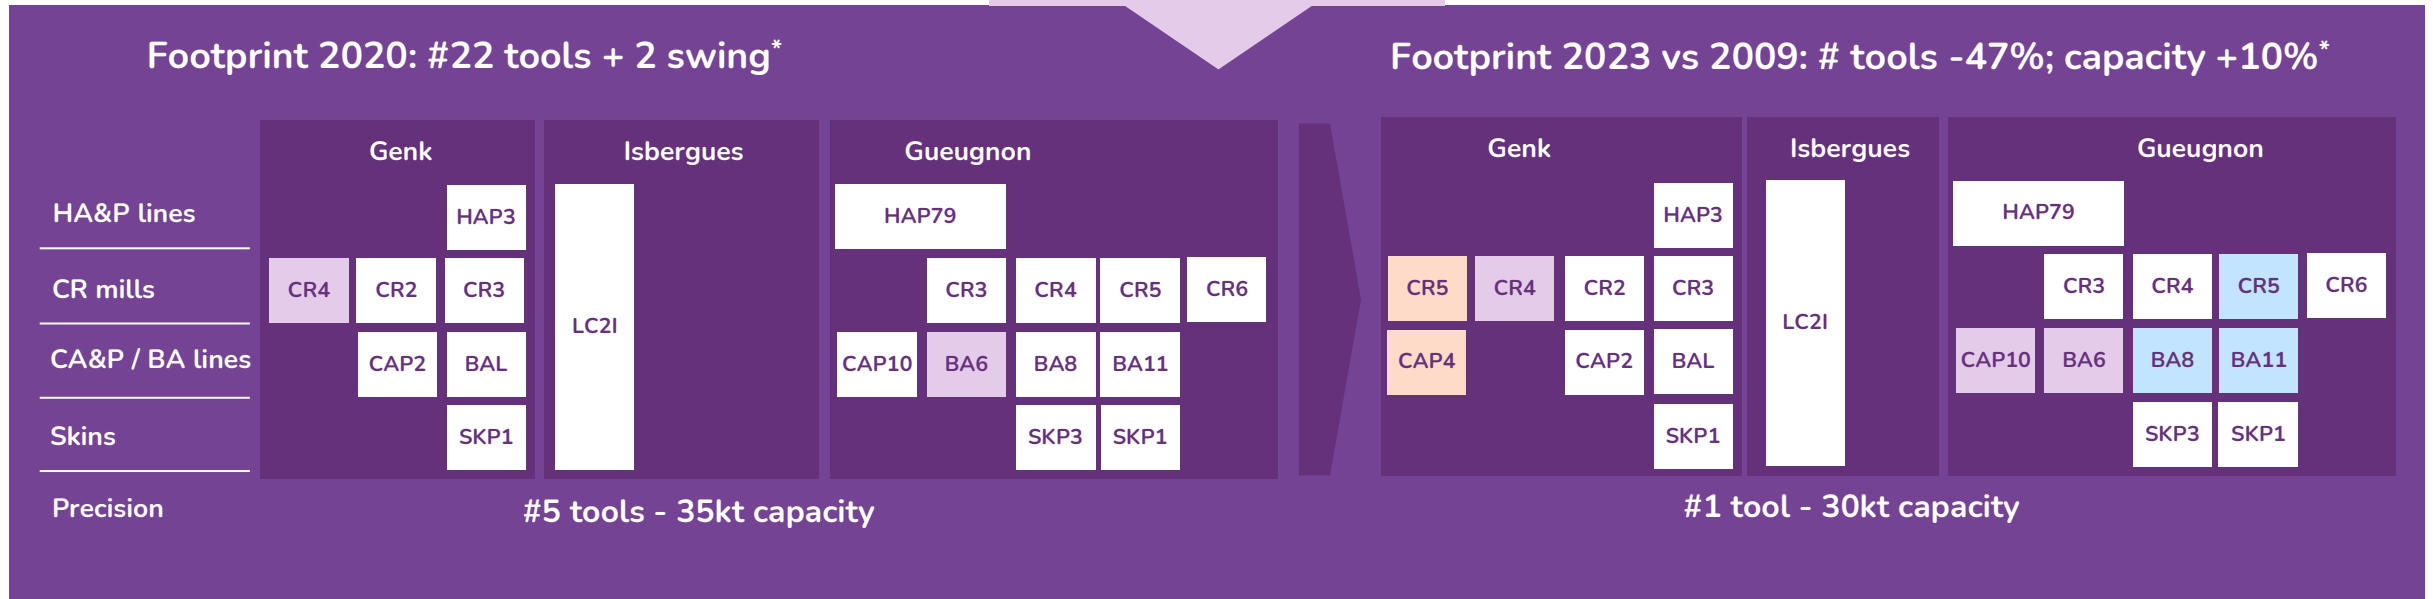 Footprint 2020: #22 tools + 2 swing*
Footprint 2023 vs 2009: # tools -47%; capacity +10%*
Genk
Isbergues
Gueugnon
HA&P lines
HAP3
HAP79
CR mills
CR4
CR2
CR3
LC2I
CR3
CR4
CR5
CR6
CA&P / BA lines
CAP2
BAL
CAP10
BA6
BA8
BA11
Skins
SKP1
SKP3
SKP1
Precision
#5 tools - 35kt capacity
Genk
Isbergues
Gueugnon
HAP3
HAP79
CR5
CR4
CR2
CR3
LC2I
CR3
CR4
CR5
CR6
CAP4
CAP2
BAL
CAP10
BA6
BA8
BA11
SKP1
SKP3
SKP1
#1 tool - 30kt capacity